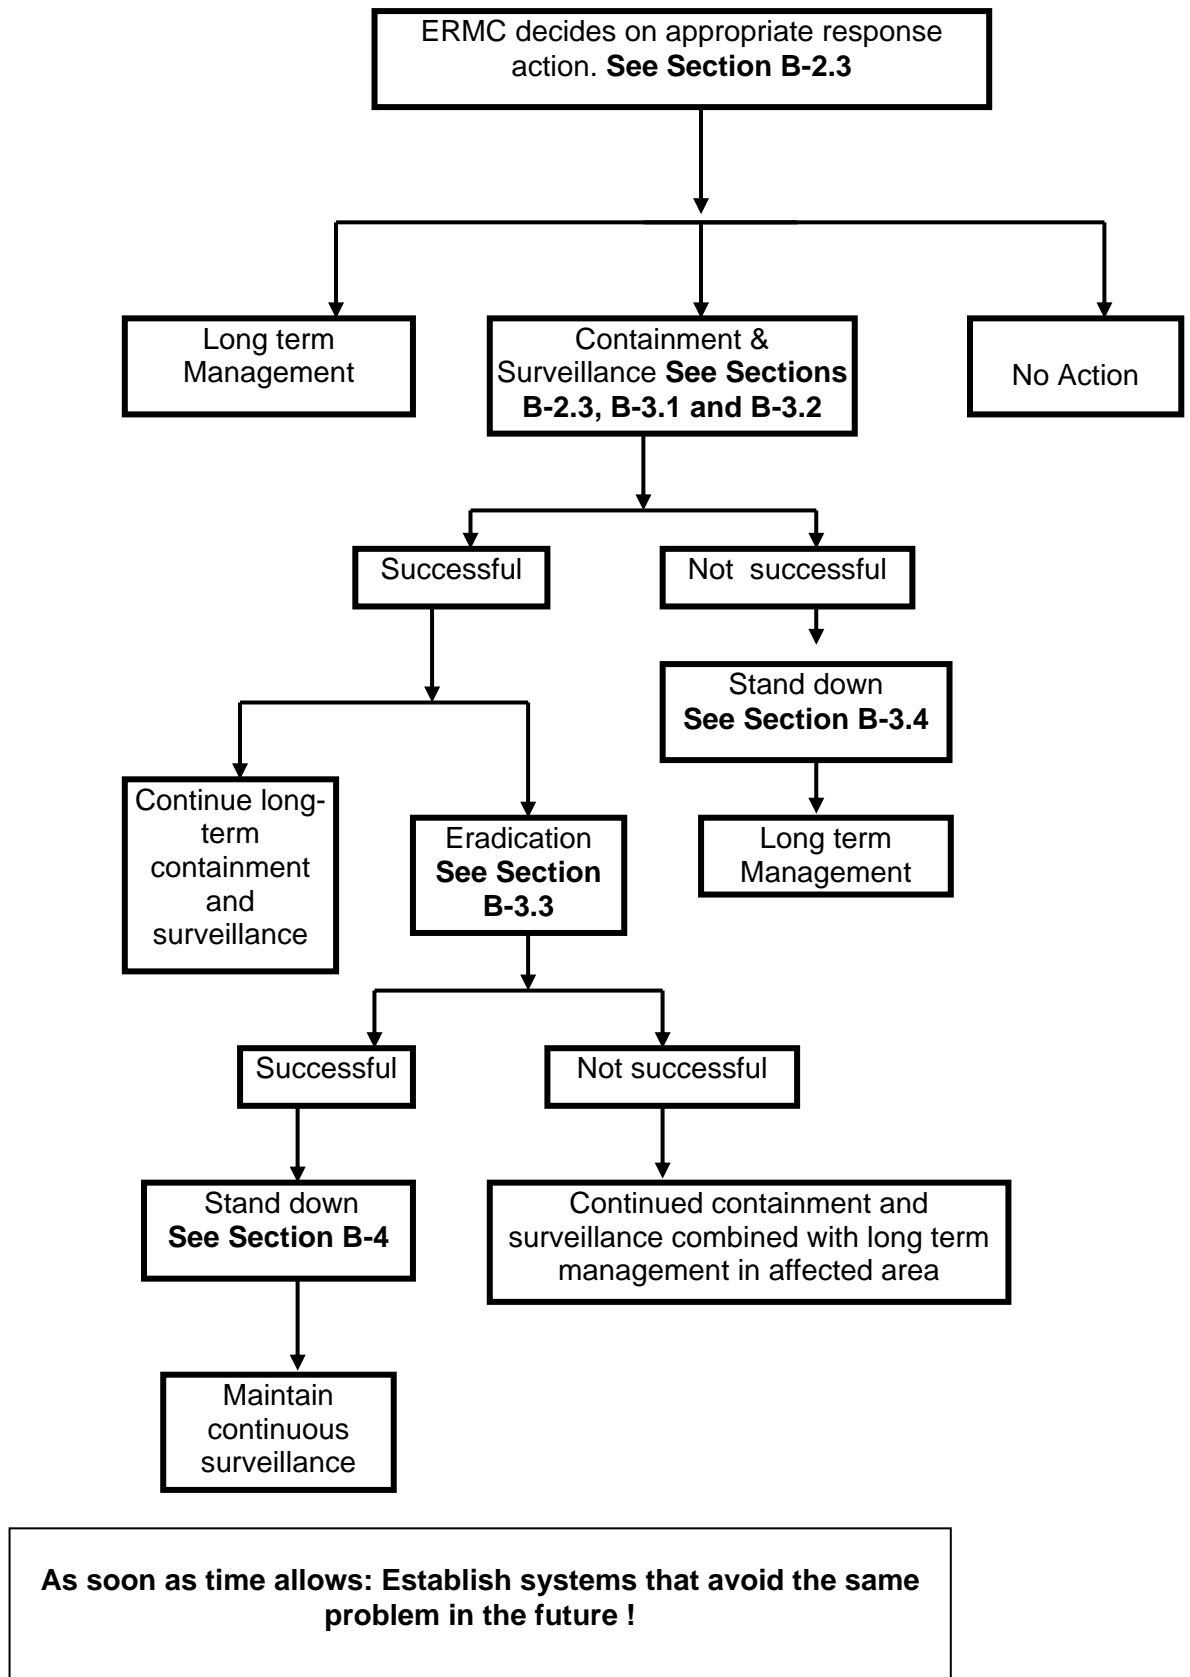 ERMC decides on appropriate response
action. See Section B-2.3
Long term
Management
Containment &
Surveillance See Sections
B-2.3, B-3.1 and B-3.2
No Action
Successful
Not successful
Stand down
See Section B-3.4
Continue long-
term
containment
and
surveillance
Eradication
See Section
B-3.3
Long term
Management
Successful
Not successful
Stand down
See Section B-4
Continued containment and
surveillance combined with long term
management in affected area
Maintain
continuous
surveillance
As soon as time allows: Establish systems that avoid the same
problem in the future !